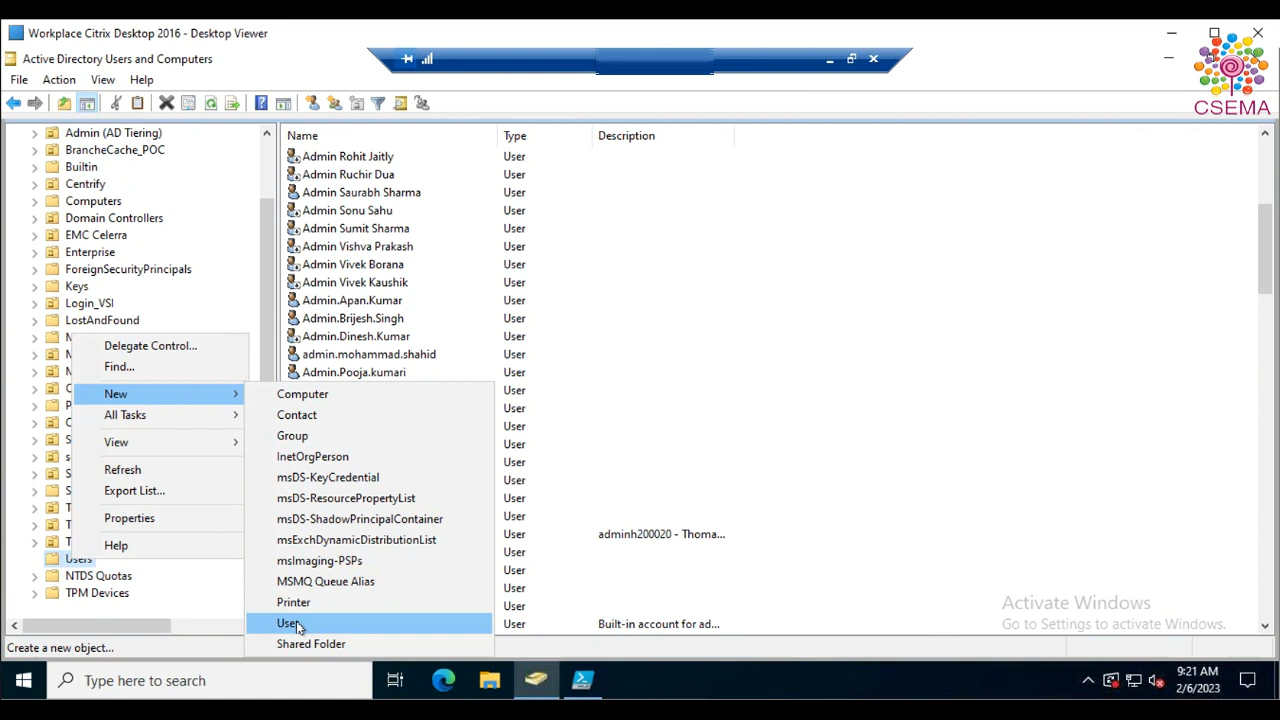 Workplace Citrix Desktop 2016 - Desktop Viewer
Active Directory Users and Computers
CSEMA
File Action View Help
Name Type Description
Admin (AD Tiering)
BrancheCache_POC
Builtin
Centrify
Computers
Domain Controllers
EMC Celerra
Enterprise
ForeignSecurityPrincipals
Keys
Login_VSI
LostAndFound
Users
NTDS Quotas
TPM Devices
Admin Rohit Jaitly User
Admin Ruchir Dua User
Admin Saurabh Sharma User
Admin Sonu Sahu User
Admin Sumit Sharma User
Admin Vishva Prakash User
Admin Vivek Borana User
Admin Vivek Kaushik User
Admin.Apan.Kumar User
Admin.Brijesh.Singh User
Admin.Dinesh.Kumar User
admin.mohammad.shahid User
Admin.Pooja.kumari User
User
User
User
User
User
User
User
User
User adminh200020 - Thoma...
User
User
User
User
User Built-in account for ad...
Delegate Control...
Find...
New
All Tasks
View
Refresh
Export List...
Properties
Help
Computer
Contact
Group
InetOrgPerson
msDS-KeyCredential
msDS-ResourcePropertyList
msDS-ShadowPrincipalContainer
msExchDynamicDistributionList
msImaging-PSPs
MSMQ Queue Alias
Printer
User
Shared Folder
Activate Windows
Go to Settings to activate Windows.
Create a new object...
Type here to search
9:21 AM
2/6/2023